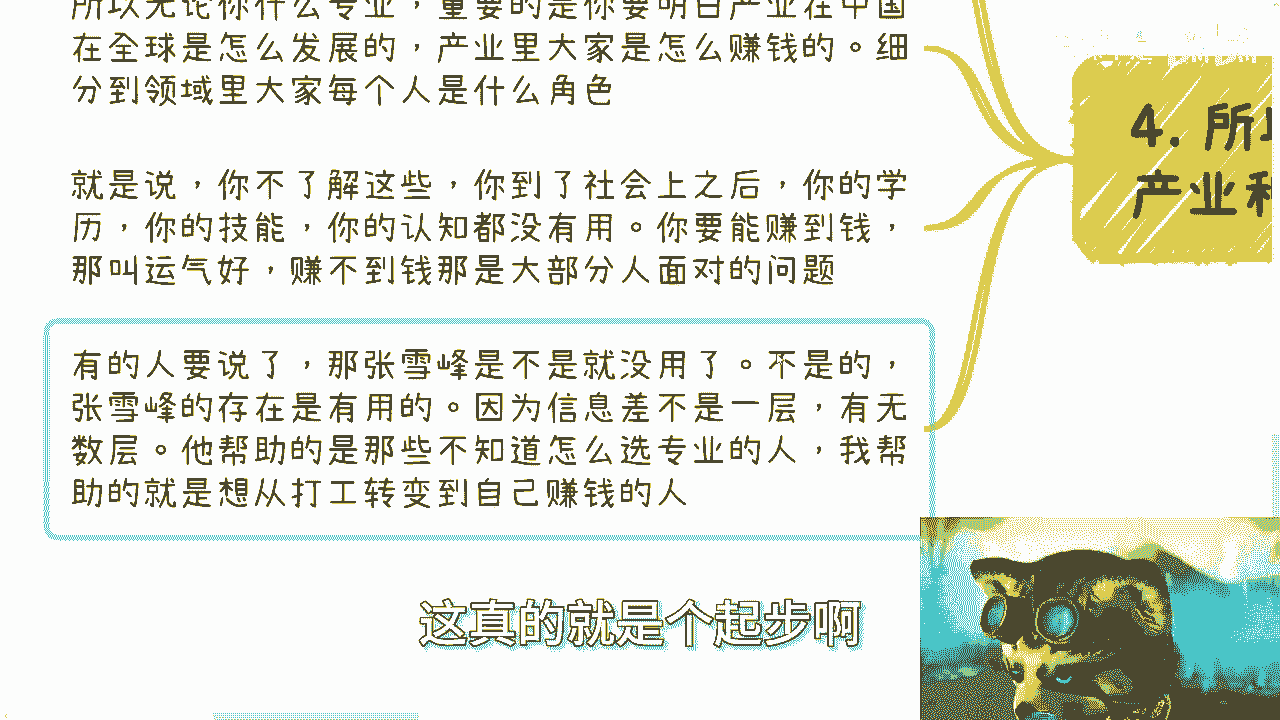 所以无论你什么专业，重要的是你要明白产业在中国
在全球是怎么发展的，产业里大家是怎么赚钱的。细
分到领域里大家每个人是什么角色
就是说，你不了解这些，你到了社会上之后，你的学
历，你的技能，你的认知都没有用。你要能赚到钱，
那叫运气好，赚不到钱那是大部分人面对的问题
有的人要说了，那张雪峰是不是就没用了。不是的，
张雪峰的存在是有用的。因为信息差不是一层，有无
数层。他帮助的是那些不知道怎么选专业的人，我帮
助的就是想从打工转变到自己赚钱的人
4. 所以
产业和
这真的就是个起步啊